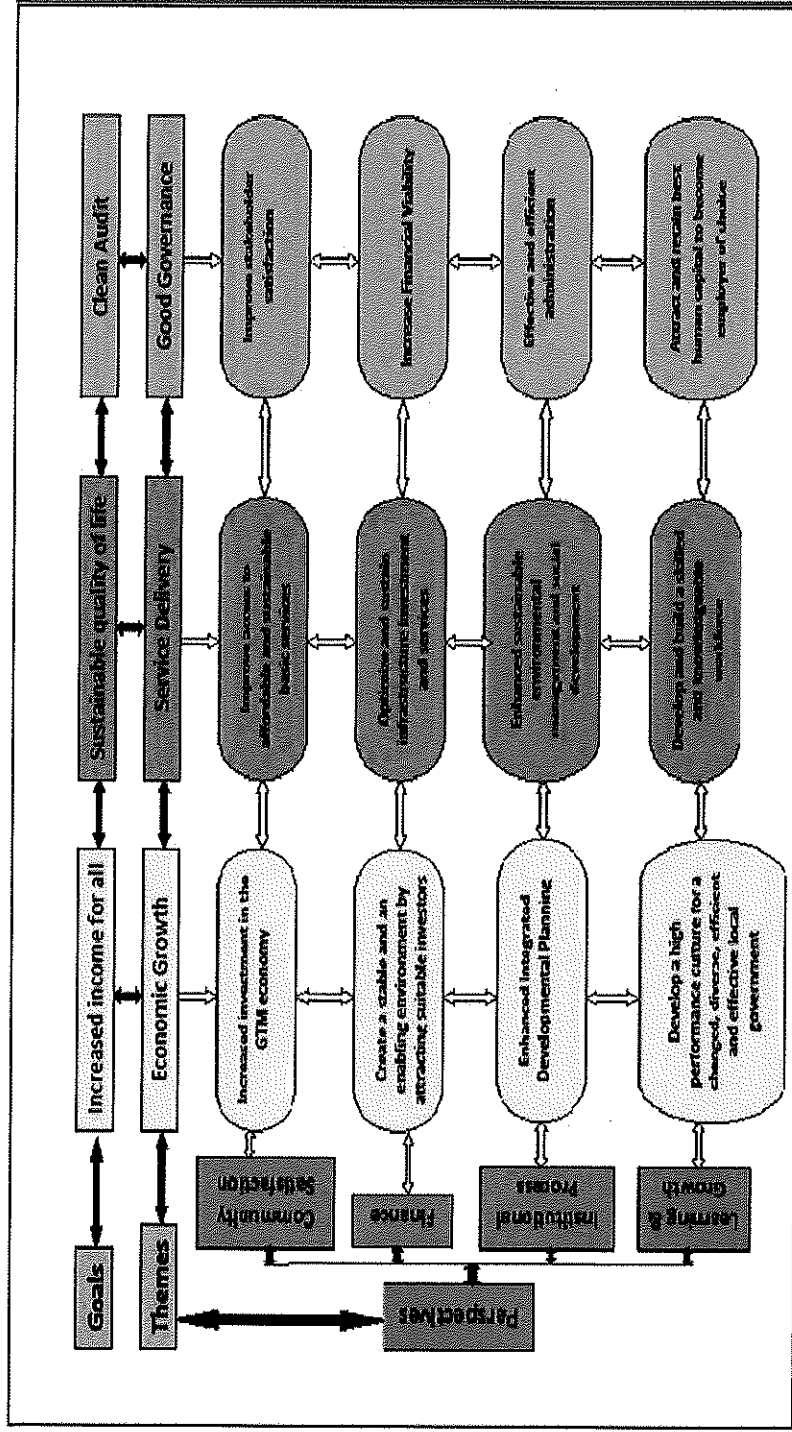 Goals
Increased income for all
Sustainable quality of life
Clean Audit
Themes
Economic Growth
Service Delivery
Good Governance
Perspectives
Community
Satisfaction
Increased investment in the
GTM economy
Improve access to
affordable and sustainable
basic services
Improve stakeholder
satisfaction
Finance
Create a stable and an
enabling environment by
attracting suitable investors
Optimize and sustain
infrastructure investment
and services
Increase Financial Viability
Institutional
Process
Enhanced Integrated
Developmental Planning
Enhanced sustainable
environmental
management and social
development
Effective and efficient
administration
Learning &
Growth
Develop a high
performance culture for a
changed, diverse, efficient
and effective local
government
Develop and build a skilled
and knowledgeable
workforce
Attract and retain best
human capital to become
employer of choice